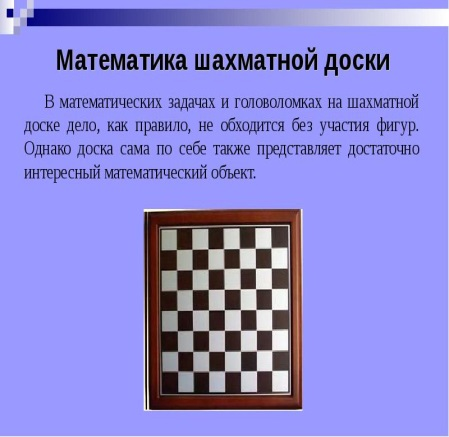 Математика шахматной доски
В математических задачах и головоломках на шахматной
доске дело, как правило, не обходится без участия фигур.
Однако доска сама по себе также представляет достаточно
интересный математический объект.